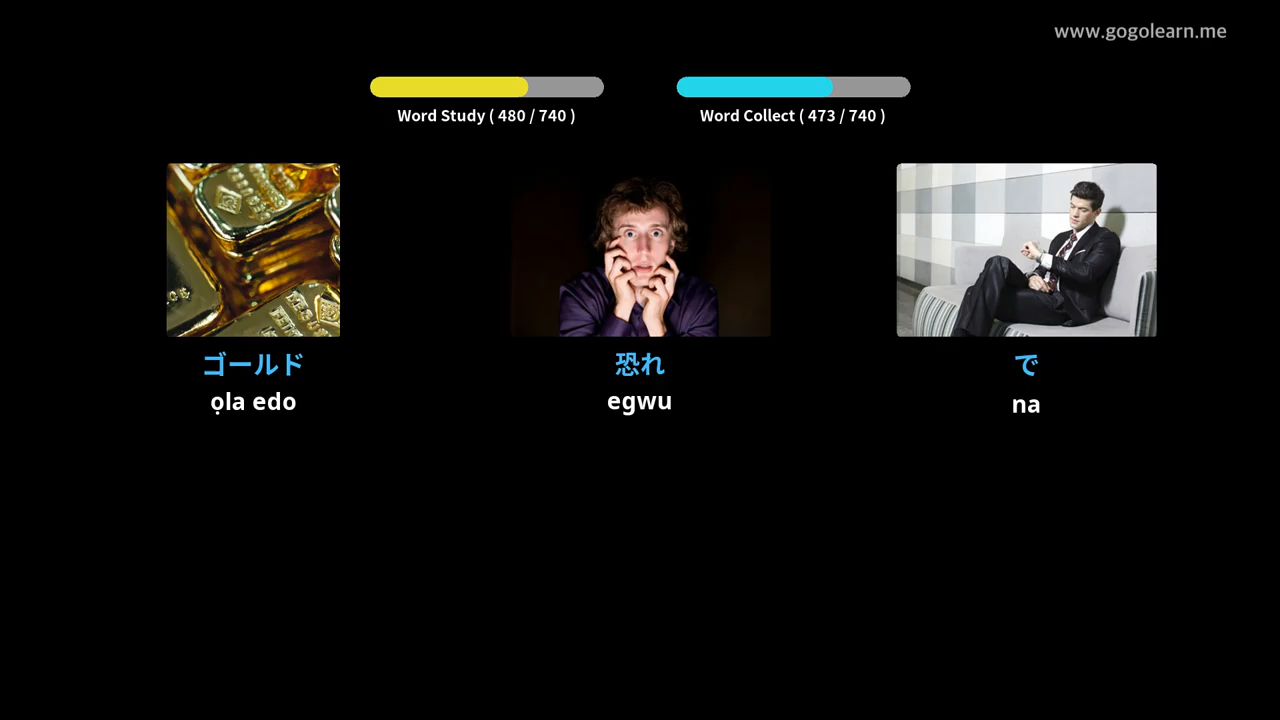 www.gogolearn.me
Word Study ( 480 / 740 )
Word Collect ( 473 / 740 )
ゴールド
ọla edo
恐れ
egwu
で
na